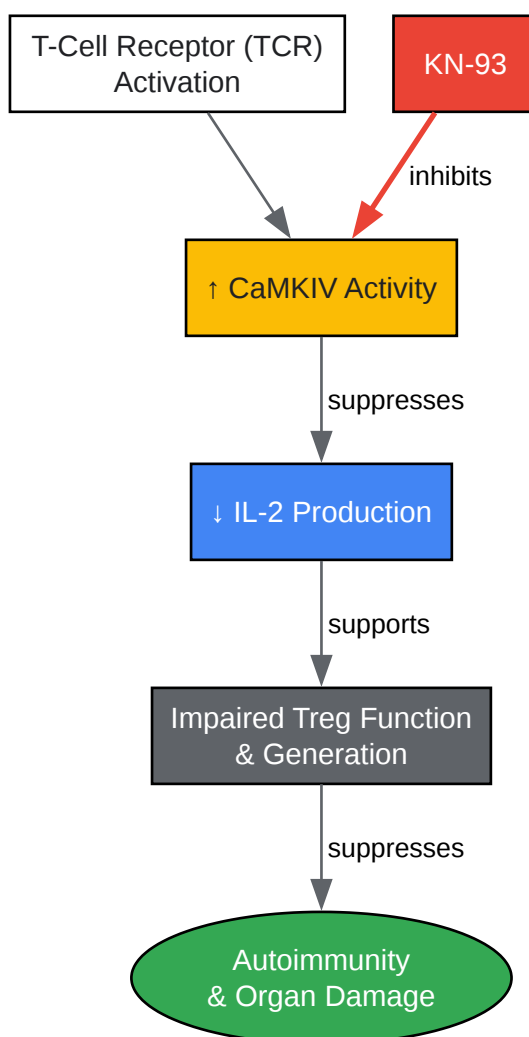 T-Cell Receptor (TCR)
Activation
KN-93
inhibits
↑ CaMKIV Activity
suppresses
↓ IL-2 Production
supports
Impaired Treg Function
& Generation
suppresses
Autoimmunity
& Organ Damage